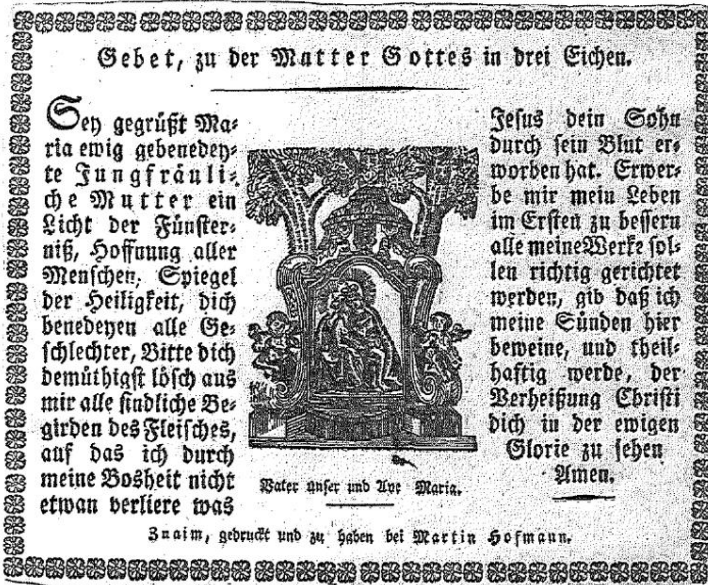 Gebet, zu der Mutter Gottes in drei Eichen.
Sey gegrüßt Ma⸗
ria ewig gebenedey⸗
te Jungfräuli⸗
che Mutter ein
Licht der Fünster⸗
niß, Hoffnung aller
Menschen, Spiegel
der Heiligkeit, dich
benedeyen alle Ge⸗
schlechter, Bitte dich
demüthigst lösch aus
mir alle sindliche Be⸗
girden des Fleisches,
auf das ich durch
meine Bosheit nicht
etwan verliere was
Vater unser und Ave Maria.
Jesus dein Sohn
durch sein Blut er⸗
worben hat. Erwer⸗
be mir mein Leben
im Ersten zu bessern
alle meine Werke sol⸗
len richtig gerichtet
werden, gib daß ich
meine Sünden hier
beweine, und theil⸗
haftig werde, der
Verheißung Christi
dich in der ewigen
Glorie zu sehen
Amen.
Znaim, gedruckt und zu haben bei Martin Hofmann.